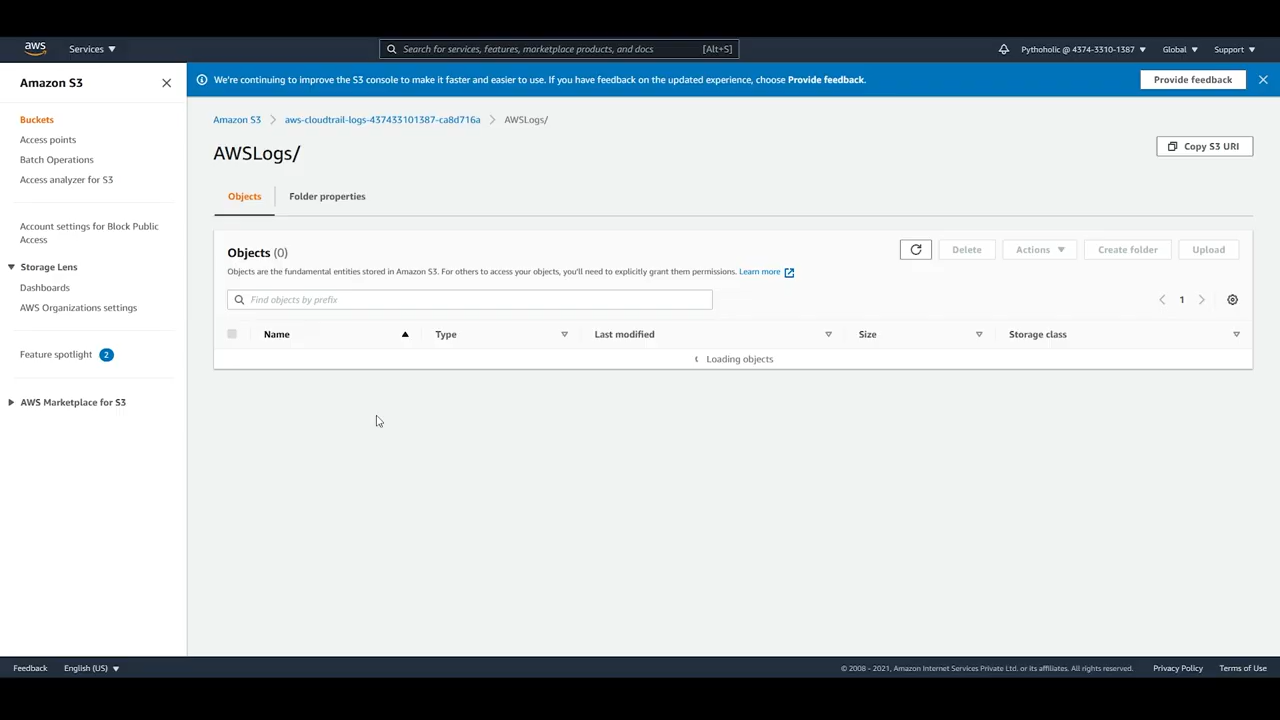 aws
Services
Search for services, features, marketplace products, and docs [Alt+S]
Pythoholic @ 4374-3310-1387
Global
Support
Amazon S3
We're continuing to improve the S3 console to make it faster and easier to use. If you have feedback on the updated experience, choose Provide feedback.
Provide feedback
Buckets
Access points
Batch Operations
Access analyzer for S3
Account settings for Block Public
Access
Storage Lens
Dashboards
AWS Organizations settings
Feature spotlight 2
AWS Marketplace for S3
Amazon S3
aws-cloudtrail-logs-437433101387-ca8d716a
AWSLogs/
AWSLogs/
Copy S3 URI
Objects
Folder properties
Objects (0)
Delete
Actions
Create folder
Upload
Objects are the fundamental entities stored in Amazon S3. For others to access your objects, you'll need to explicitly grant them permissions. Learn more
Find objects by prefix
1
Name
Type
Last modified
Size
Storage class
Loading objects
Feedback
English (US)
© 2008 - 2021, Amazon Internet Services Private Ltd. or its affiliates. All rights reserved.
Privacy Policy
Terms of Use